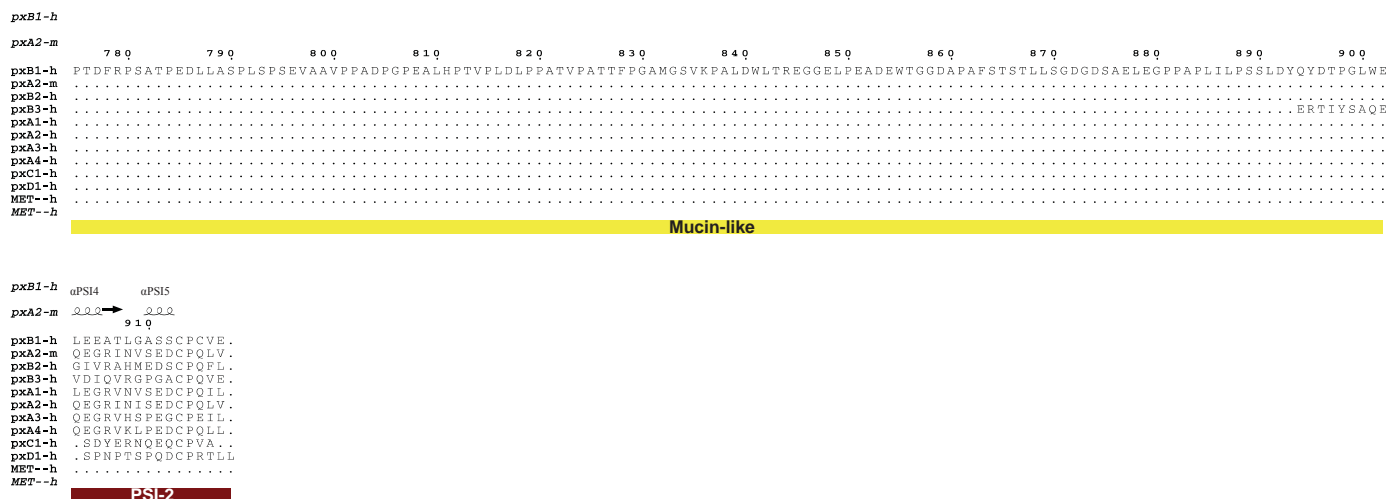 pxB1-h
pxA2-m
780 790 800 810 820 830 840 850 860 870 880 890 900
pxB1-h PTDFRPSATPEDLLASPLSPSEVAAVPPADPGPEALHPTVPLDLPPATVPATTFPGAMGSVKPALDWLTREGGELPEADEWTGGDAPAFSTSTLLSGDGDSAELEGPPAPLILPSSLDYQYDTPGLWE
pxA2-m
pxB2-h
pxB3-h ERTIYSAQE
pxA1-h
pxA2-h
pxA3-h
pxA4-h
pxC1-h
pxD1-h
MET--h
MET--h
Mucin-like
pxB1-h αPSI4 αPSI5
pxA2-m
910
pxB1-h LEEATLGASSCPCVE.
pxA2-m QEGRINVSEDCPQLV.
pxB2-h GIVRAHMEDSCPQFL.
pxB3-h VDIQVRGPGACPQVE.
pxA1-h LEGRVNVSEDCPQIL.
pxA2-h QEGRINISEDCPQLV.
pxA3-h QEGRVHSPEGCPEIL.
pxA4-h QEGRVKLPEDCPQLL.
pxC1-h .SDYERNQEQCPVA..
pxD1-h .SPNPTSPQDCPRTLL
MET--h ................
MET--h
PSI-2